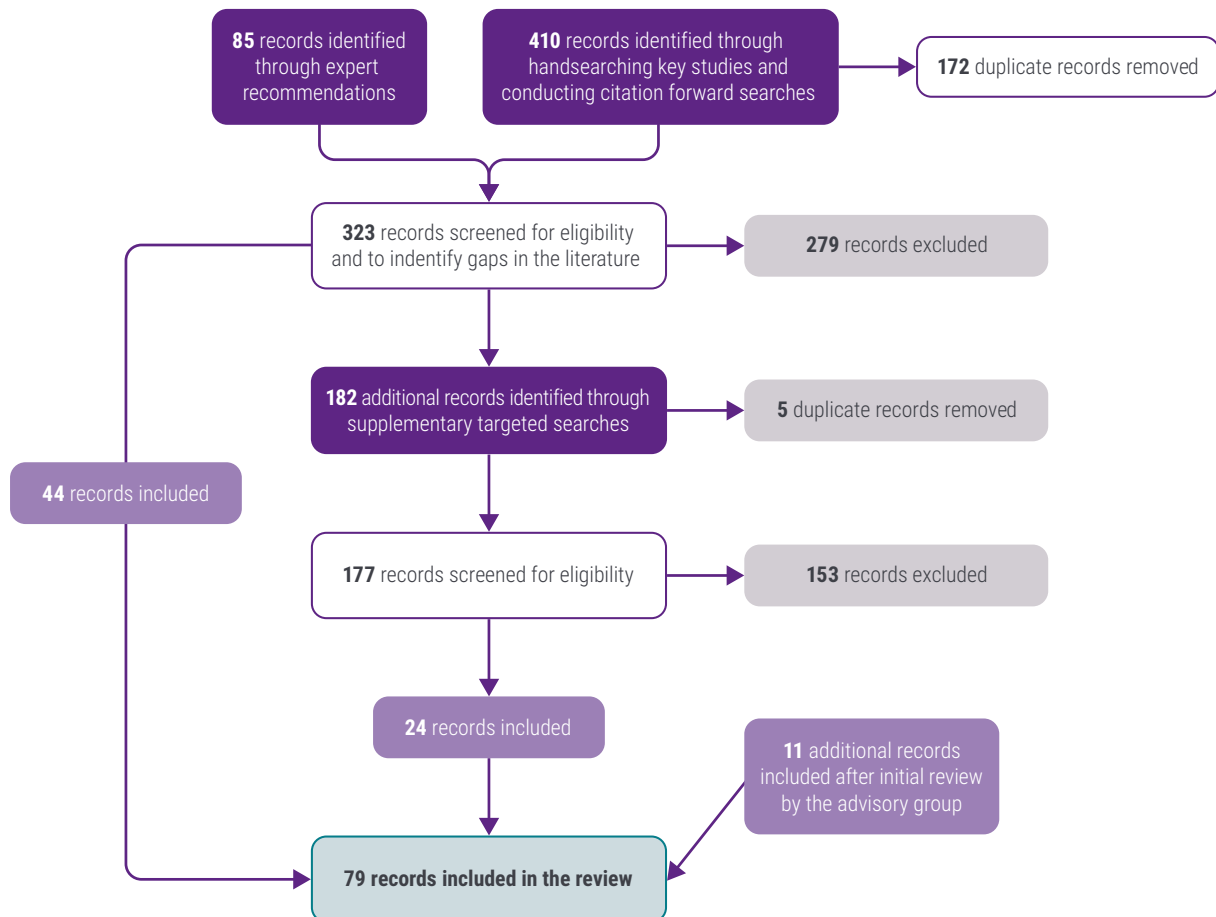 85 records identified
through expert
recommendations
410 records identified through
handsearching key studies and
conducting citation forward searches
172 duplicate records removed
323 records screened for eligibility
and to indentify gaps in the literature
279 records excluded
182 additional records identified through
supplementary targeted searches
5 duplicate records removed
44 records included
177 records screened for eligibility
153 records excluded
24 records included
11 additional records
included after initial review
by the advisory group
79 records included in the review